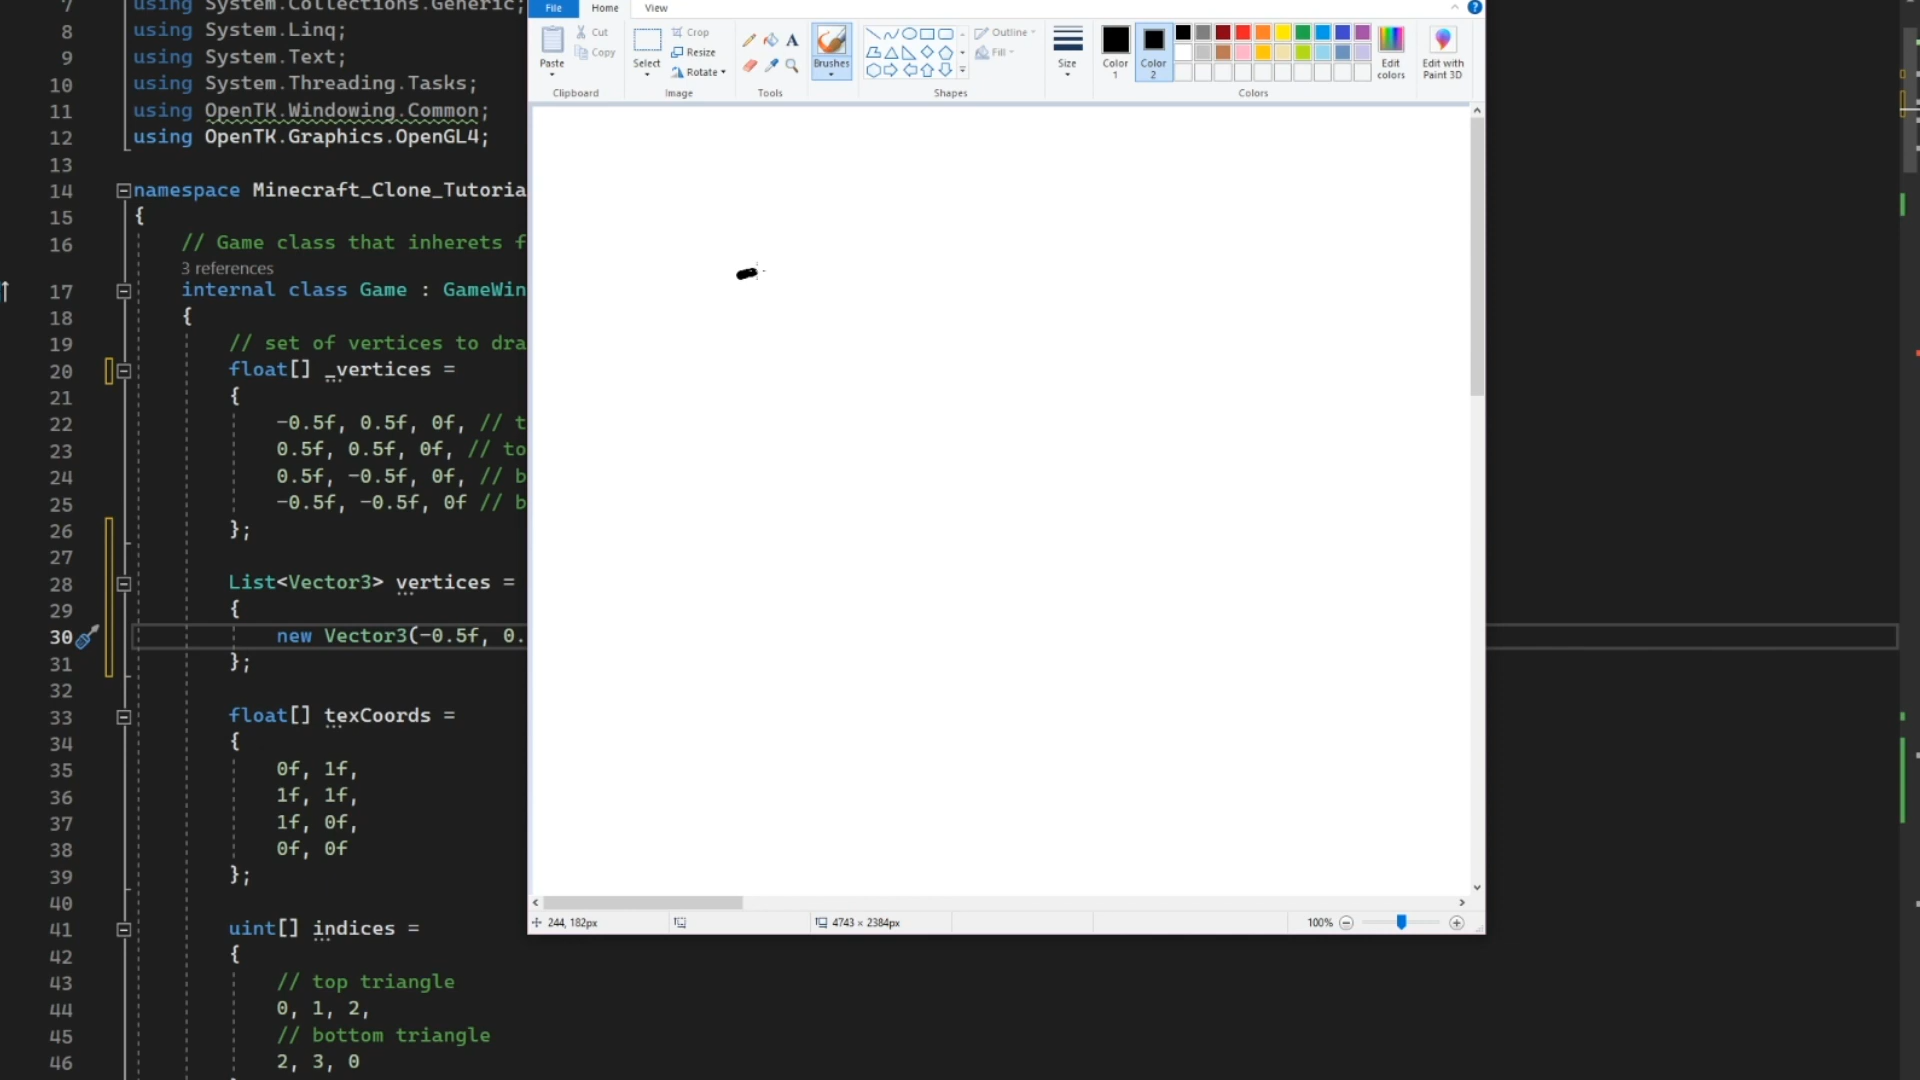 7 using System.Collections.Generic;
8 using System.Linq;
9 using System.Text;
10 using System.Threading.Tasks;
11 using OpenTK.Windowing.Common;
12 using OpenTK.Graphics.OpenGL4;
13
14 namespace Minecraft_Clone_Tutoria
15 {
16 // Game class that inherets f
3 references
17 internal class Game : GameWin
18 {
19 // set of vertices to dra
20 float[] _vertices =
21 {
22 -0.5f, 0.5f, 0f, // t
23 0.5f, 0.5f, 0f, // to
24 0.5f, -0.5f, 0f, // b
25 -0.5f, -0.5f, 0f // b
26 };
27
28 List<Vector3> vertices =
29 {
30 new Vector3(-0.5f, 0.
31 };
32
33 float[] texCoords =
34 {
35 0f, 1f,
36 1f, 1f,
37 1f, 0f,
38 0f, 0f
39 };
40
41 uint[] indices =
42 {
43 // top triangle
44 0, 1, 2,
45 // bottom triangle
46 2, 3, 0
File Home View
Paste Cut Copy
Clipboard
Select Crop Resize Rotate
Image
A
Tools
Brushes
Outline Fill
Shapes
Size
Color 1 Color 2
Edit colors
Colors
Edit with Paint 3D
244, 182px 4743 × 2384px 100%